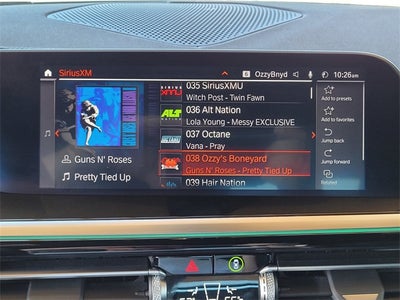 SiriusXM
6 OzzyBnyd
10:26am
035 SiriusXMU
Witch Post - Twin Fawn
036 Alt Nation
Lola Young - Messy EXCLUSIVE
037 Octane
Vana - Pray
038 Ozzy's Boneyard
Guns N' Roses - Pretty Tied Up
039 Hair Nation
Guns N' Roses
Pretty Tied Up
Add to presets
Add to favorites
Jump back
Jump forward
Related